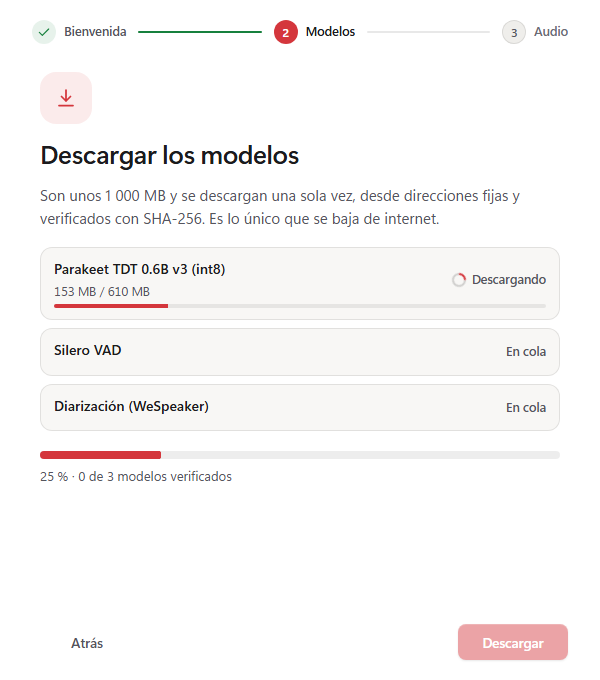 Bienvenida
2
Modelos
3
Audio
Descargar los modelos
Son unos 1 000 MB y se descargan una sola vez, desde direcciones fijas y
verificados con SHA-256. Es lo único que se baja de internet.
Parakeet TDT 0.6B v3 (int8)
Descargando
153 MB / 610 MB
Silero VAD
En cola
Diarización (WeSpeaker)
En cola
25 % · 0 de 3 modelos verificados
Atrás
Descargar